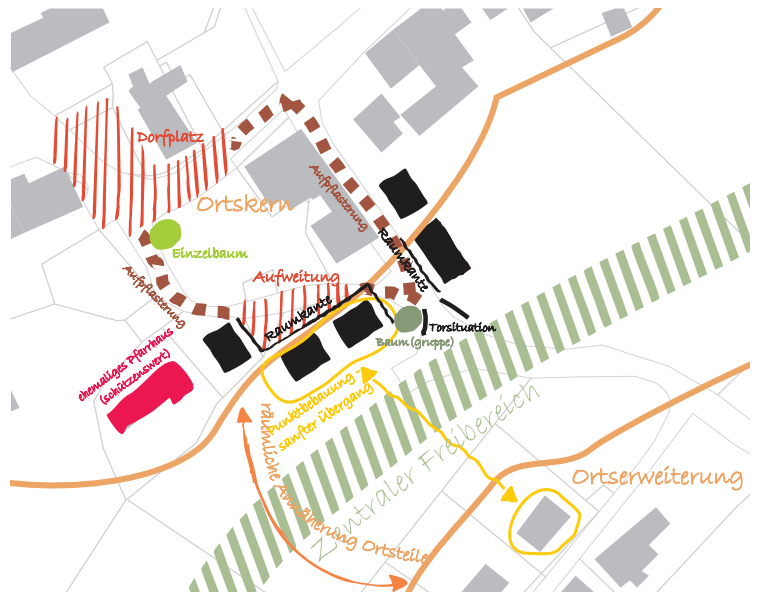 Dorfplatz
Aufpflasterung
Ortskern
Einzelbaum
Raumkante
Aufpflasterung
Aufweitung
Raumkante
Torsituation
Baum(gruppe)
ehemaliges Pfarrhaus
(schützenswert)
Punktbebauung -
sanfter Übergang
Zentraler Freibereich
räumliche Annäherung Ortsteile
Ortserweiterung